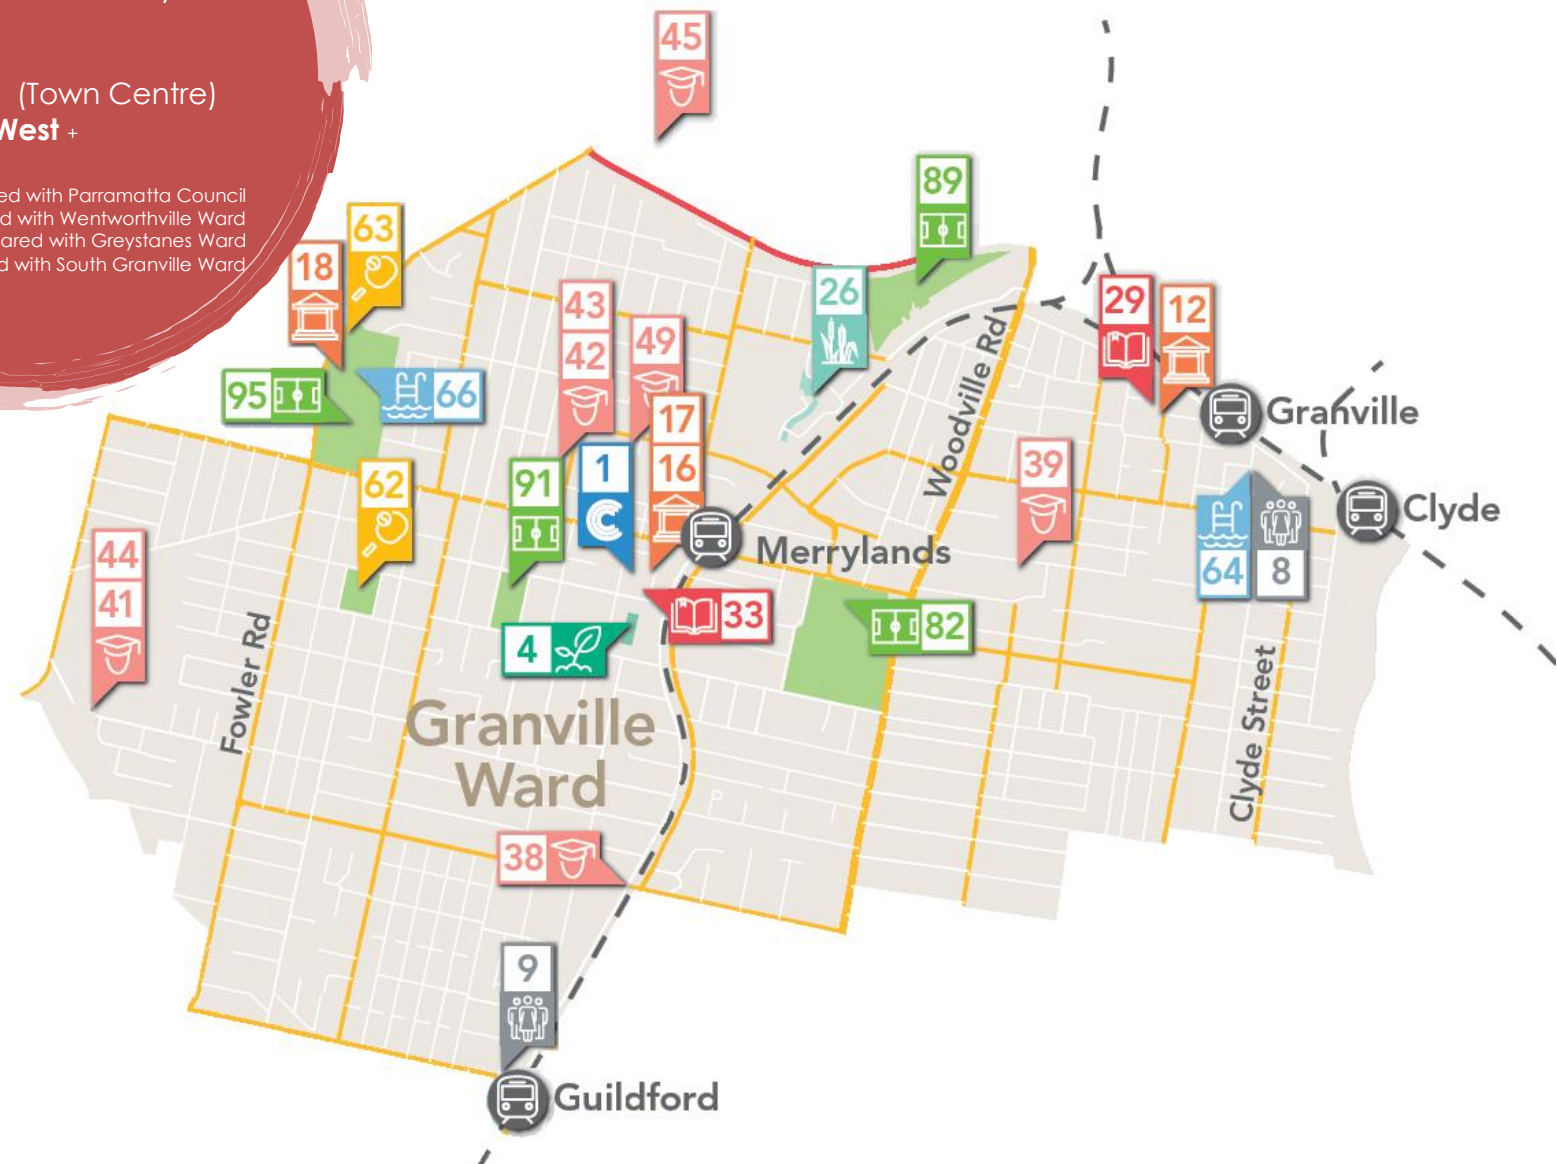 (Town Centre)
West +
ed with Parramatta Council
d with Wentworthville Ward
ared with Greystanes Ward
d with South Granville Ward
45
89
63
18
43
42
49
26
29
12
95
66
17
16
Woodville Rd
Granville
62
91
1
39
Merrylands
64
8
Clyde
44
41
33
82
4
Fowler Rd
Granville
Ward
Clyde Street
38
9
Guildford